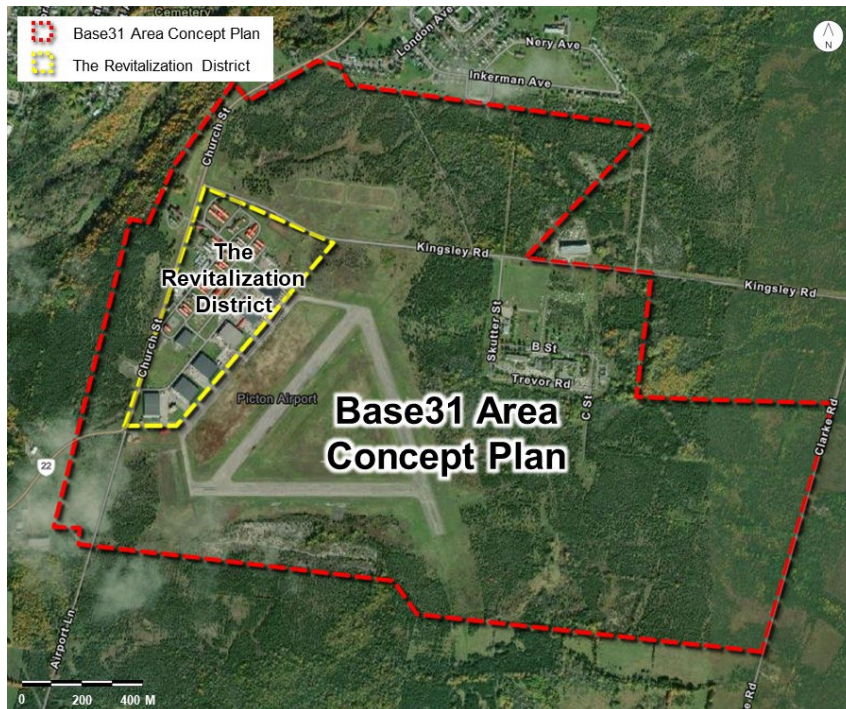 Base31 Area Concept Plan
The Revitalization District
Cemetery
London Ave
Nery Ave
Inkerman Ave
N
Church St
The
Revitalization
District
Kingsley Rd
Kingsley Rd
Skutter St
B St
Trevor Rd
C St
Church St
Picton Airport
Base31 Area
Concept Plan
Clarke Rd
22
Airport Ln
e Rd
0 200 400 M